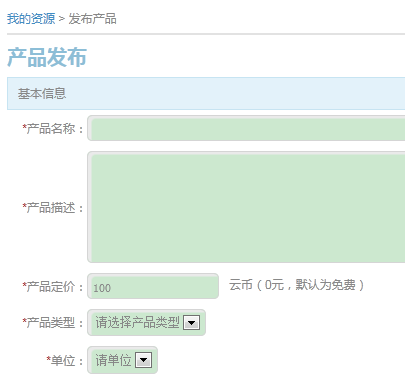 我的资源 > 发布产品
产品发布
基本信息
*产品名称：
*产品描述：
*产品定价： 100 云币（0元，默认为免费）
*产品类型： 请选择产品类型
*单位： 请单位